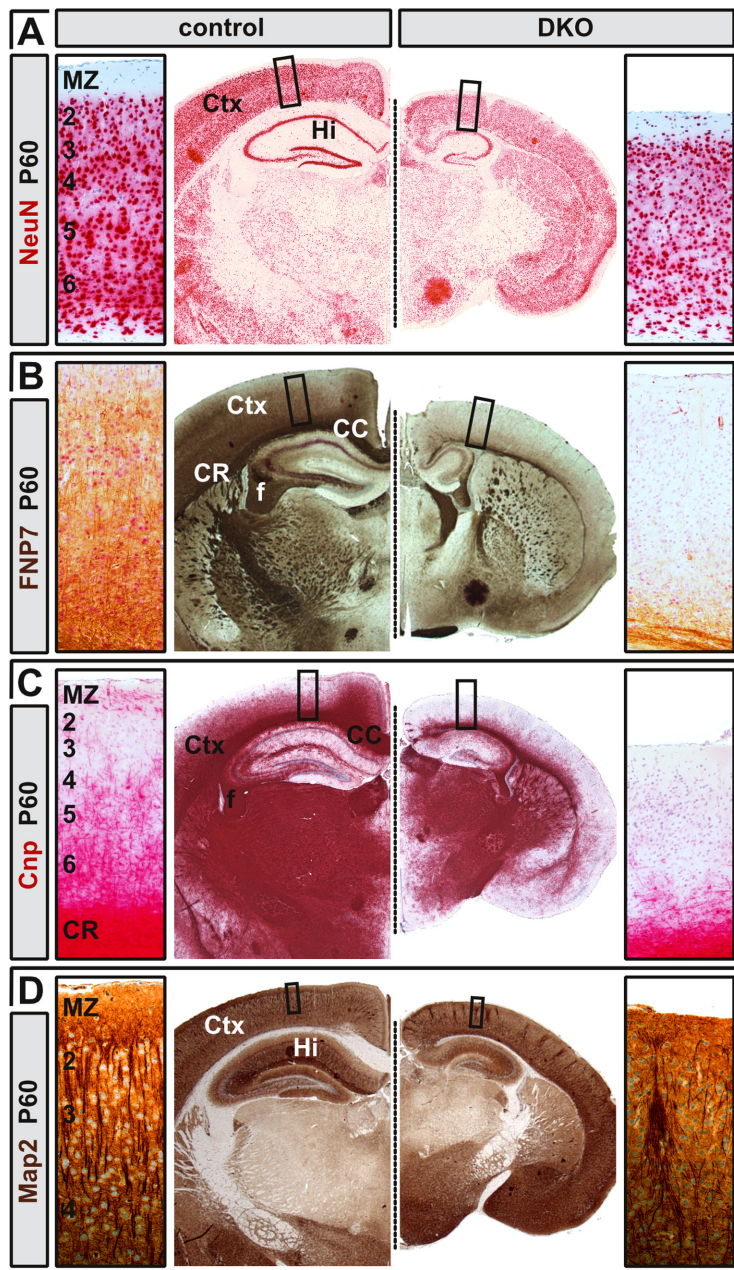 control
DKO
A
NeuN P60
MZ
2
3
4
5
6
Ctx
Hi
B
FNP7 P60
Ctx
CC
CR
f
C
Cnp P60
MZ
2
3
4
5
6
CR
Ctx
CC
f
D
Map2 P60
MZ
2
3
4
Ctx
Hi